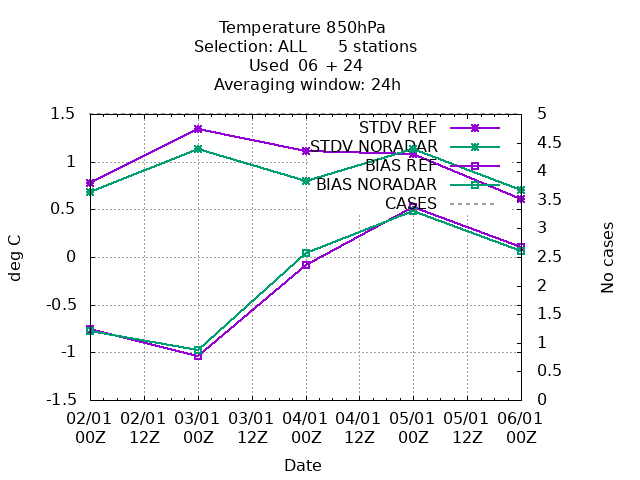 Temperature 850hPa
Selection: ALL 5 stations
Used 06 + 24
Averaging window: 24h
1.5
1
0.5
0
-0.5
-1
-1.5
deg C
5
4.5
4
3.5
3
2.5
2
1.5
1
0.5
0
No cases
STDV REF
STDV NORADAR
BIAS REF
BIAS NORADAR
CASES
02/01 02/01 03/01 03/01 04/01 04/01 05/01 05/01 06/01
00Z 12Z 00Z 12Z 00Z 12Z 00Z 12Z 00Z
Date